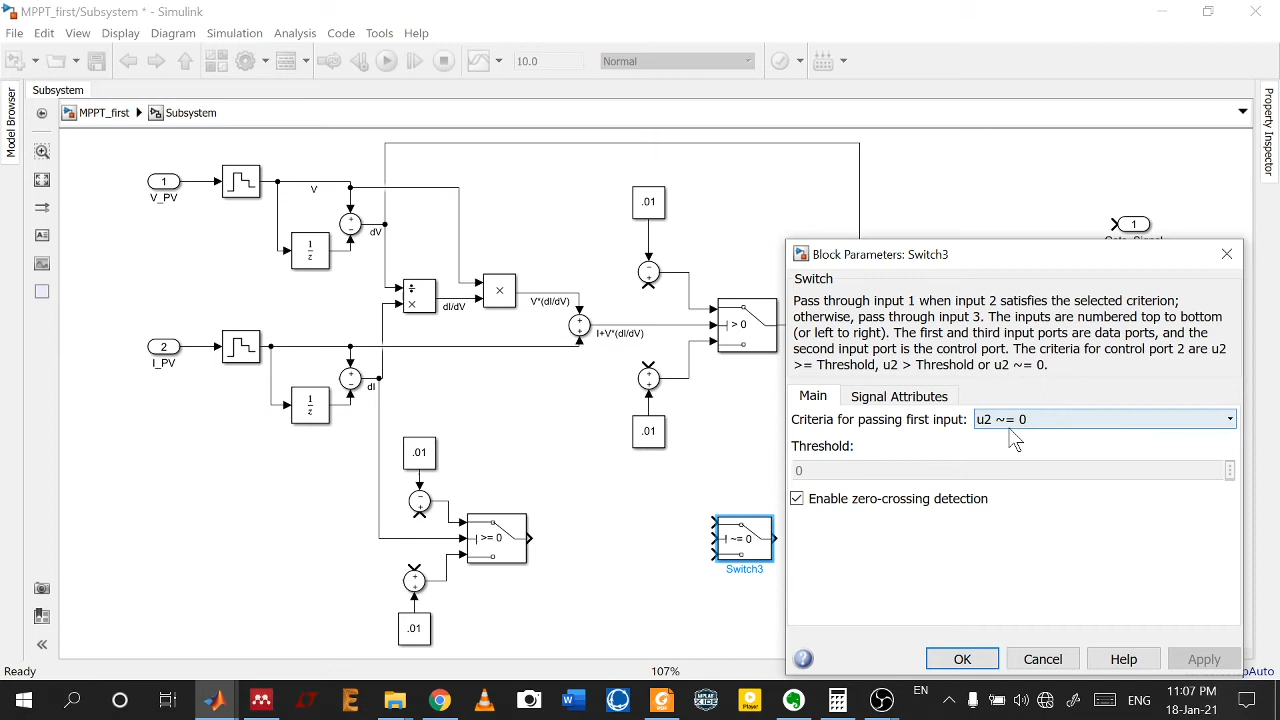 MPPT_first/Subsystem * - Simulink
File Edit View Display Diagram Simulation Analysis Code Tools Help
10.0 Normal
Subsystem
MPPT_first Subsystem
Model Browser
Property Inspector
1
V_PV
V
1
z
+
-
dV
÷
×
dI/dV
×
V*(dI/dV)
2
I_PV
1
z
+
-
dI
+
+
I+V*(dI/dV)
.01
-
+
> 0
+
+
.01
.01
-
+
>= 0
+
+
.01
~= 0
Switch3
1
Block Parameters: Switch3
Switch
Pass through input 1 when input 2 satisfies the selected criterion;
otherwise, pass through input 3. The inputs are numbered top to bottom
(or left to right). The first and third input ports are data ports, and the
second input port is the control port. The criteria for control port 2 are u2
>= Threshold, u2 > Threshold or u2 ~= 0.
Main Signal Attributes
Criteria for passing first input: u2 ~= 0
Threshold:
0
Enable zero-crossing detection
OK Cancel Help Apply
Ready 107%
EN
ENG
11:07 PM
18-Jan-21